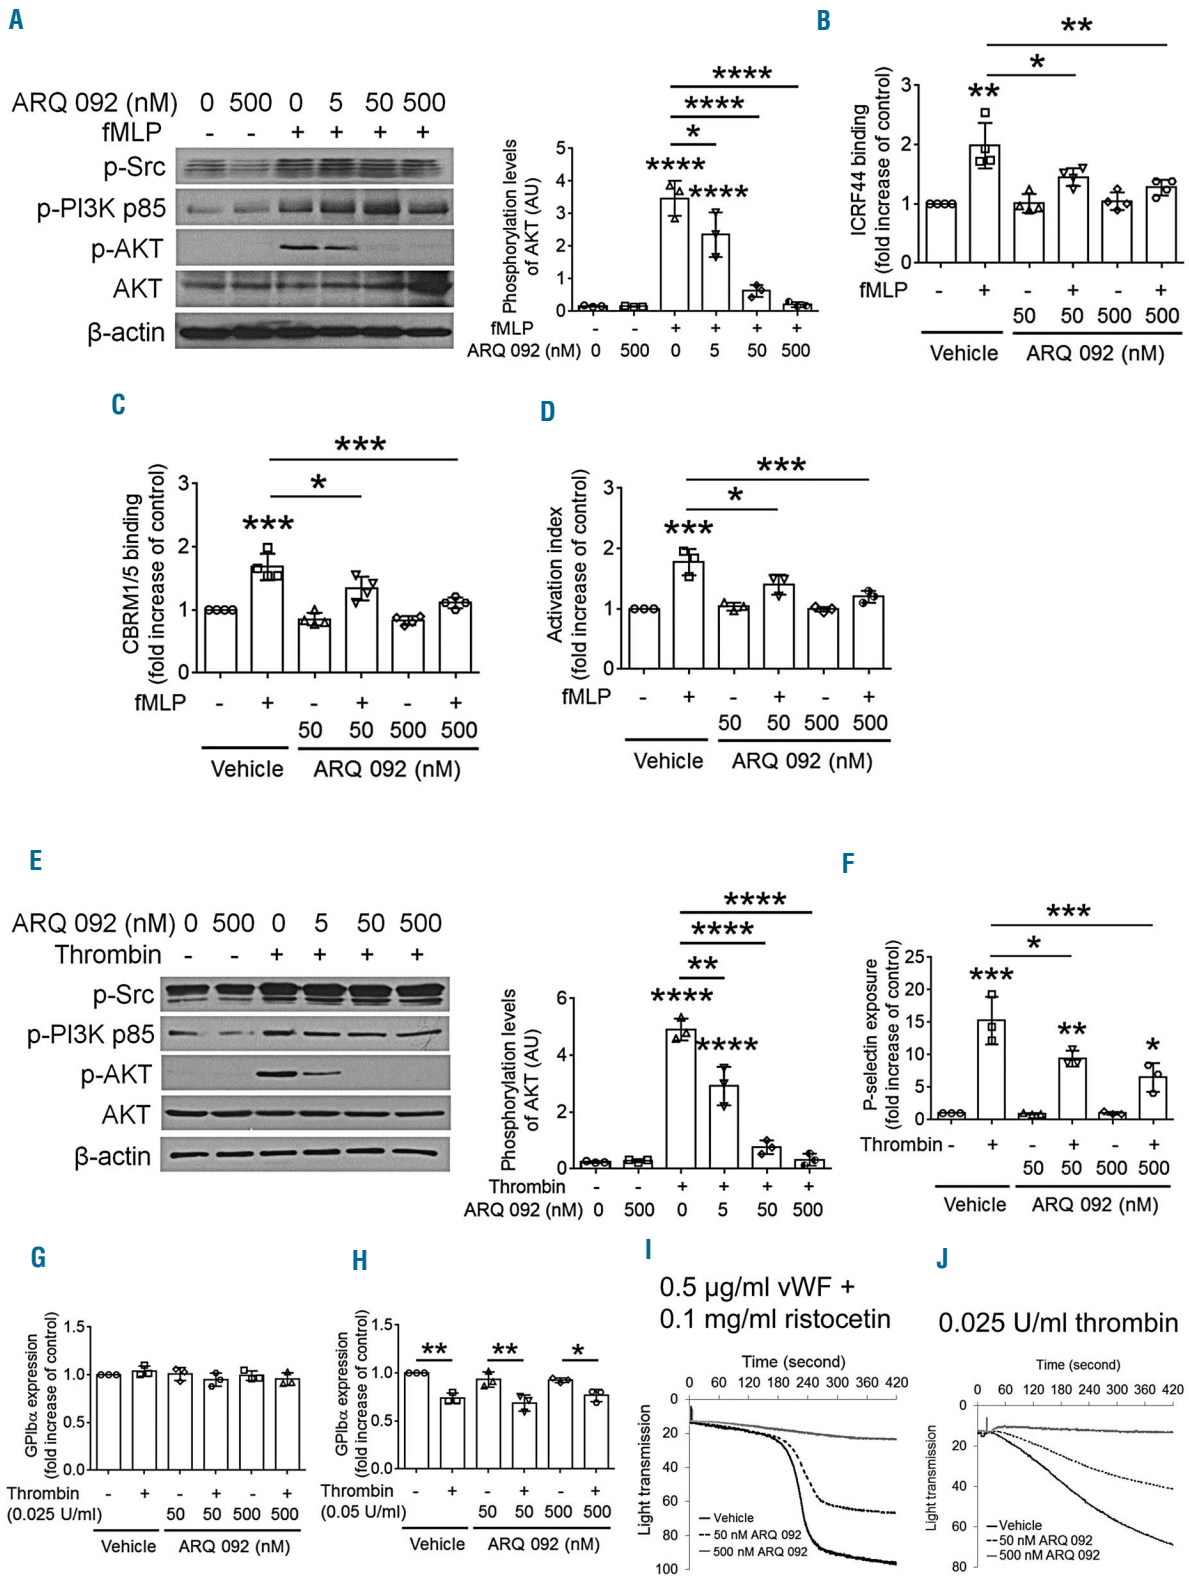 A
ARQ 092 (nM) 0 500 0 5 50 500
fMLP - - + + + +
p-Src
p-PI3K p85
p-AKT
AKT
β-actin
Phosphorylation levels
of AKT (AU)
5
4
3
2
1
0
****
****
*
****
****
fMLP - - + + + +
ARQ 092 (nM) 0 500 0 5 50 500
B
ICRF44 binding
(fold increase of control)
3
2
1
0
**
*
**
fMLP - + - + - +
50 50 500 500
Vehicle ARQ 092 (nM)
C
CBRM1/5 binding
(fold increase of control)
3
2
1
0
***
*
***
fMLP - + - + - +
50 50 500 500
Vehicle ARQ 092 (nM)
D
Activation index
(fold increase of control)
3
2
1
0
***
*
***
fMLP - + - + - +
50 50 500 500
Vehicle ARQ 092 (nM)
E
ARQ 092 (nM) 0 500 0 5 50 500
Thrombin - - + + + +
p-Src
p-PI3K p85
p-AKT
AKT
β-actin
Phosphorylation levels
of AKT (AU)
6
4
2
0
****
****
**
****
****
Thrombin - - + + + +
ARQ 092 (nM) 0 500 0 5 50 500
F
P-selectin exposure
(fold increase of control)
25
20
15
10
5
0
***
*
***
**
*
Thrombin - + - + - +
50 50 500 500
Vehicle ARQ 092 (nM)
G
GPIbα expression
(fold increase of control)
1.5
1.0
0.5
0.0
Thrombin - + - + - +
(0.025 U/ml) 50 50 500 500
Vehicle ARQ 092 (nM)
H
GPIbα expression
(fold increase of control)
1.5
1.0
0.5
0.0
** ** *
Thrombin - + - + - +
(0.05 U/ml) 50 50 500 500
Vehicle ARQ 092 (nM)
I
0.5 μg/ml vWF +
0.1 mg/ml ristocetin
Time (second)
0 60 120 180 240 300 360 420
Light transmission
0
20
40
60
80
100
Vehicle
50 nM ARQ 092
500 nM ARQ 092
J
0.025 U/ml thrombin
Time (second)
0 60 120 180 240 300 360 420
Light transmission
0
20
40
60
80
Vehicle
50 nM ARQ 092
500 nM ARQ 092